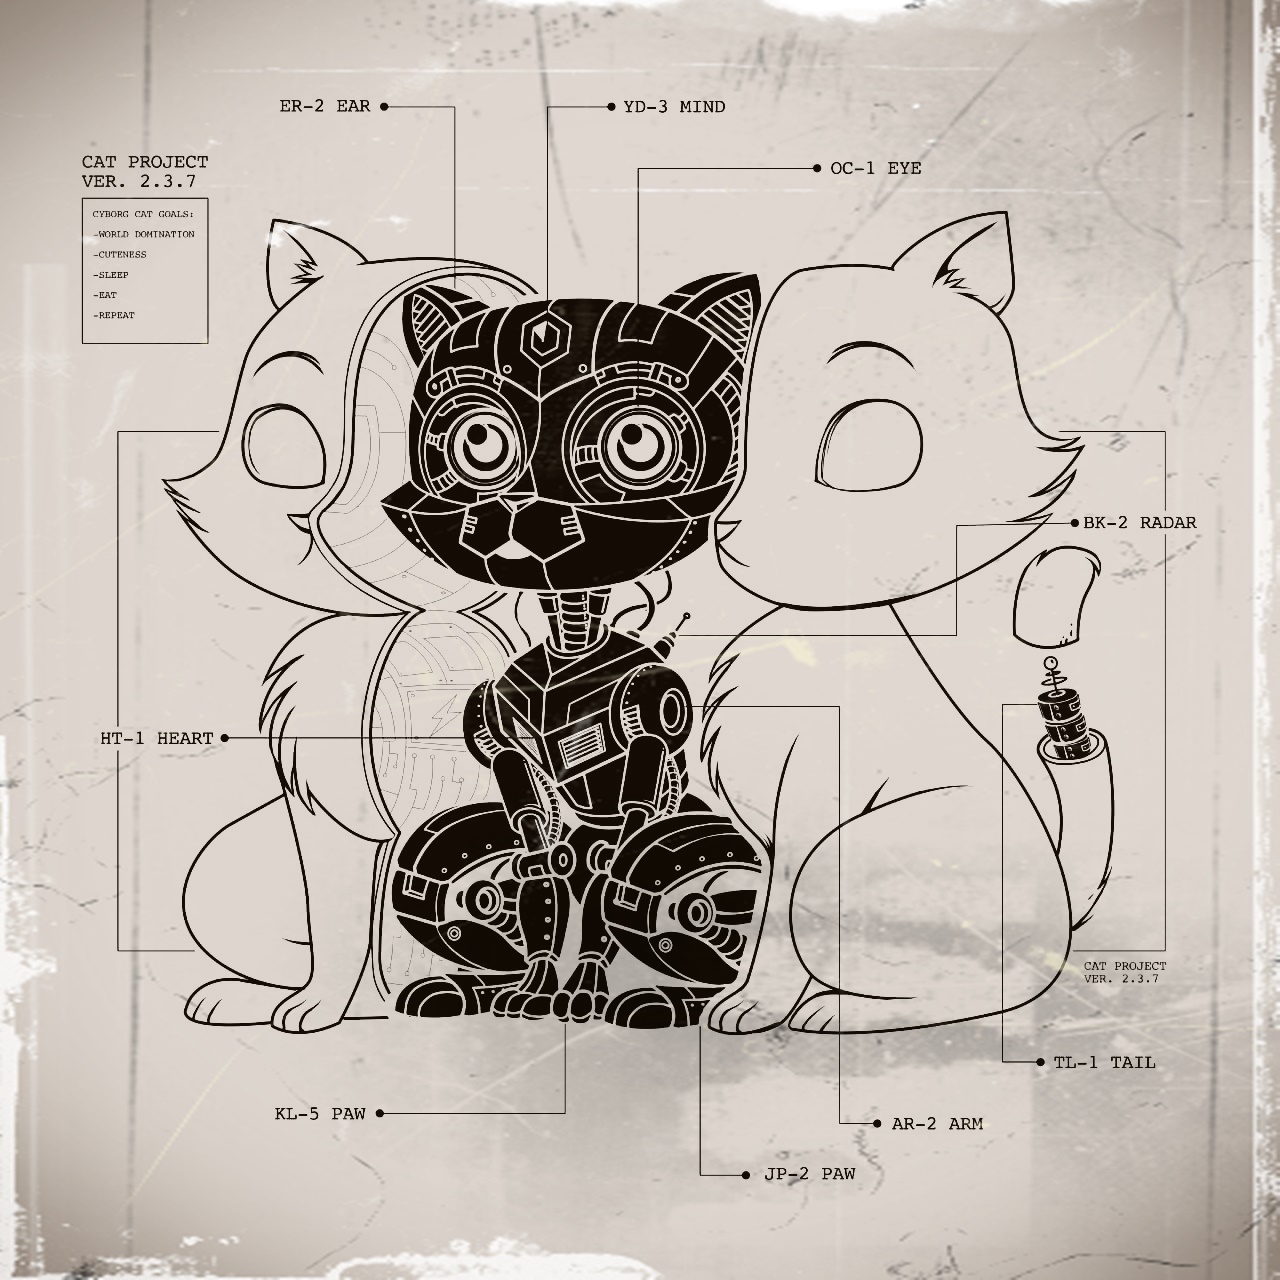 ER-2 EAR
YD-3 MIND
OC-1 EYE
CAT PROJECT
VER. 2.3.7
CYBORG CAT GOALS:
-WORLD DOMINATION
-CUTENESS
-SLEEP
-EAT
-REPEAT
BK-2 RADAR
HT-1 HEART
CAT PROJECT
VER. 2.3.7
TL-1 TAIL
KL-5 PAW
AR-2 ARM
JP-2 PAW